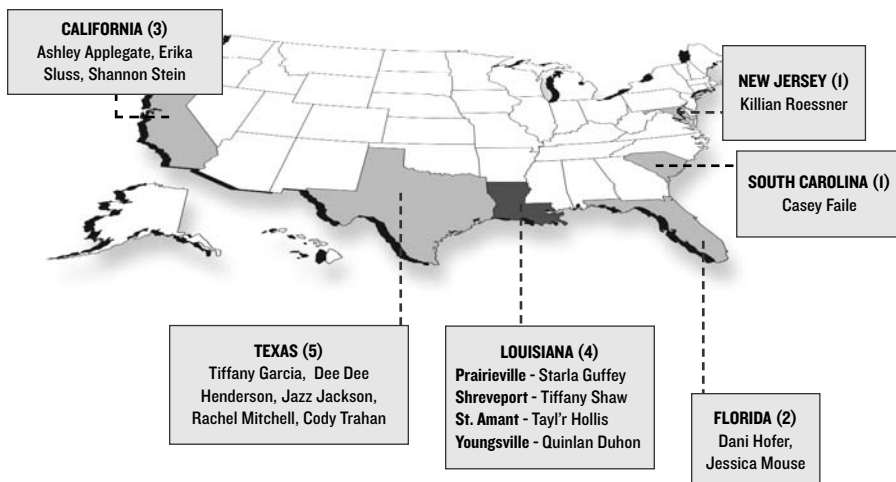 CALIFORNIA (3)
Ashley Applegate, Erika
Sluss, Shannon Stein
NEW JERSEY (1)
Killian Roessner
SOUTH CAROLINA (1)
Casey Faile
TEXAS (5)
Tiffany Garcia, Dee Dee
Henderson, Jazz Jackson,
Rachel Mitchell, Cody Trahan
LOUISIANA (4)
Prairieville - Starla Guffey
Shreveport - Tiffany Shaw
St. Amant - Tayl'r Hollis
Youngsville - Quinlan Duhon
FLORIDA (2)
Dani Hofer,
Jessica Mouse